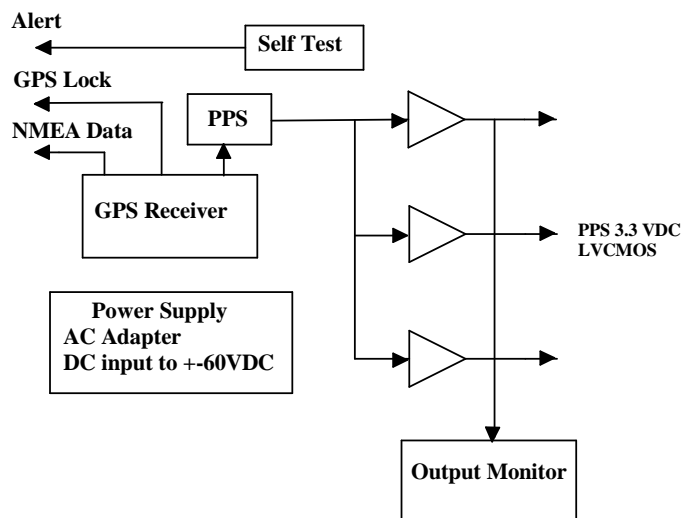 Alert
Self Test
GPS Lock
PPS
NMEA Data
GPS Receiver
PPS 3.3 VDC
LVCMOS
Power Supply
AC Adapter
DC input to +-60VDC
Output Monitor